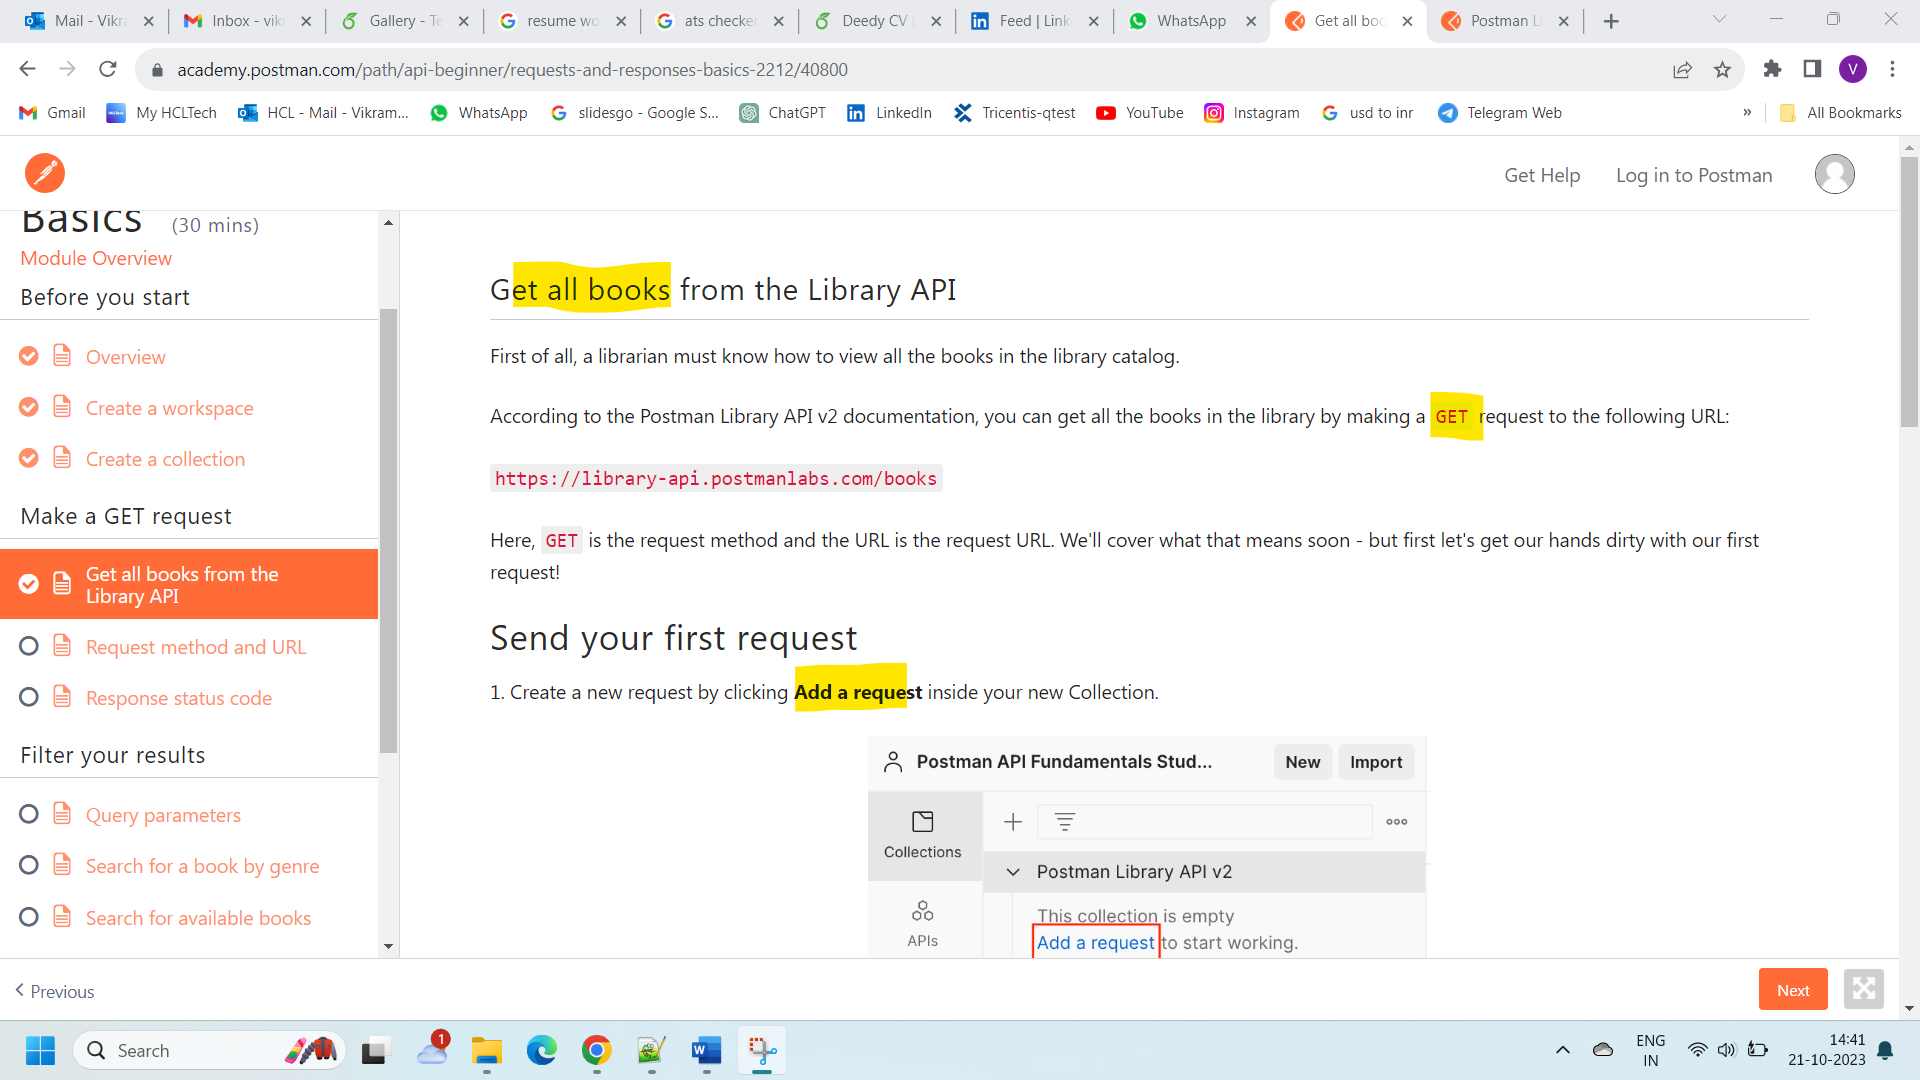 Mail - Vikra
Inbox - vik
Gallery - Te
resume wo
ats checke
Deedy CV
Feed | Link
WhatsApp
Get all boo
Postman Li
academy.postman.com/path/api-beginner/requests-and-responses-basics-2212/40800
V
Gmail
My HCLTech
HCL - Mail - Vikram...
WhatsApp
slidesgo - Google S...
ChatGPT
LinkedIn
Tricentis-qtest
YouTube
Instagram
usd to inr
Telegram Web
»
All Bookmarks
Get Help
Log in to Postman
Basics (30 mins)
Module Overview
Before you start
Overview
Create a workspace
Create a collection
Make a GET request
Get all books from the
Library API
Request method and URL
Response status code
Filter your results
Query parameters
Search for a book by genre
Search for available books
Get all books from the Library API
First of all, a librarian must know how to view all the books in the library catalog.
According to the Postman Library API v2 documentation, you can get all the books in the library by making a GET request to the following URL:
https://library-api.postmanlabs.com/books
Here, GET is the request method and the URL is the request URL. We'll cover what that means soon - but first let's get our hands dirty with our first
request!
Send your first request
1. Create a new request by clicking Add a request inside your new Collection.
Postman API Fundamentals Stud...
New
Import
Collections
Postman Library API v2
This collection is empty
Add a request to start working.
APIs
Previous
Next
Search
1
ENG
IN
14:41
21-10-2023